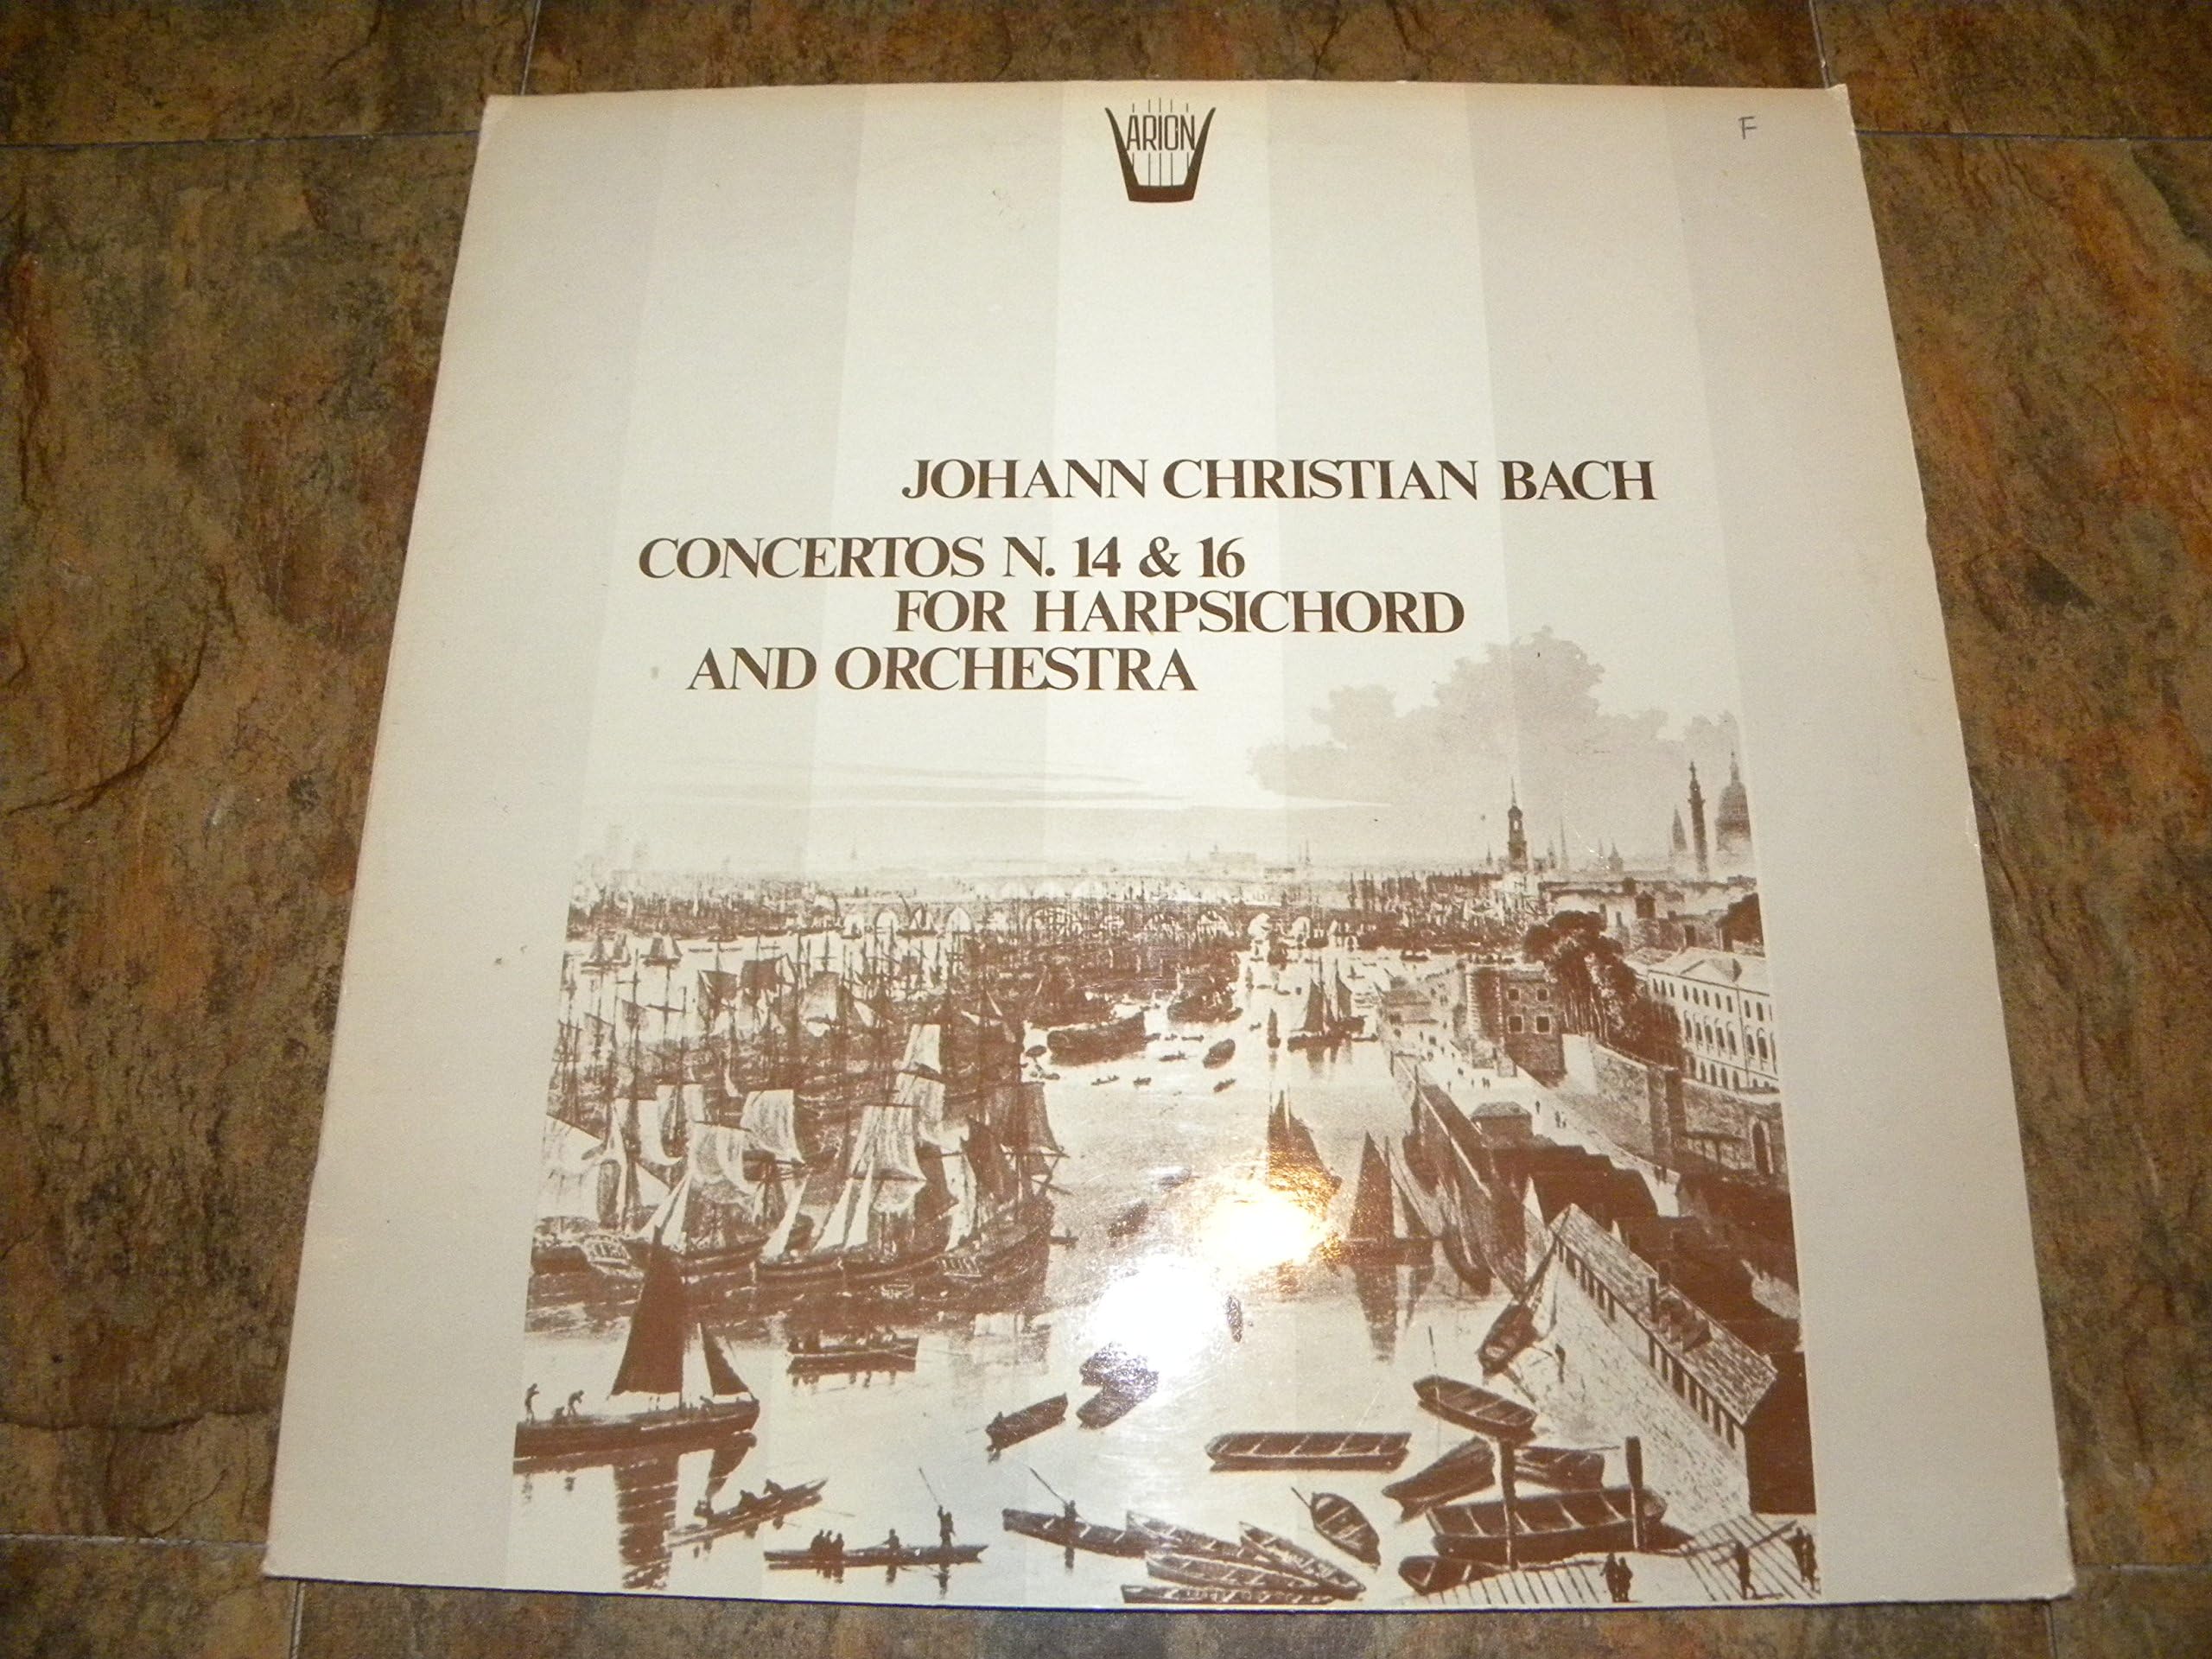 ARION
F
JOHANN CHRISTIAN BACH
CONCERTOS N. 14 & 16
FOR HARPSICHORD
AND ORCHESTRA